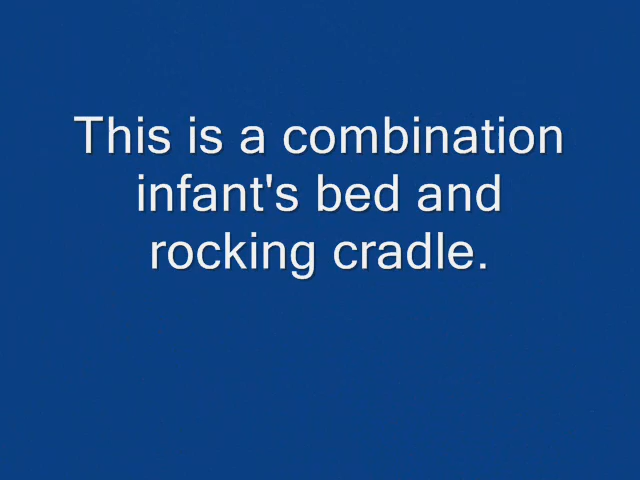 This is a combination
infant's bed and
rocking cradle.